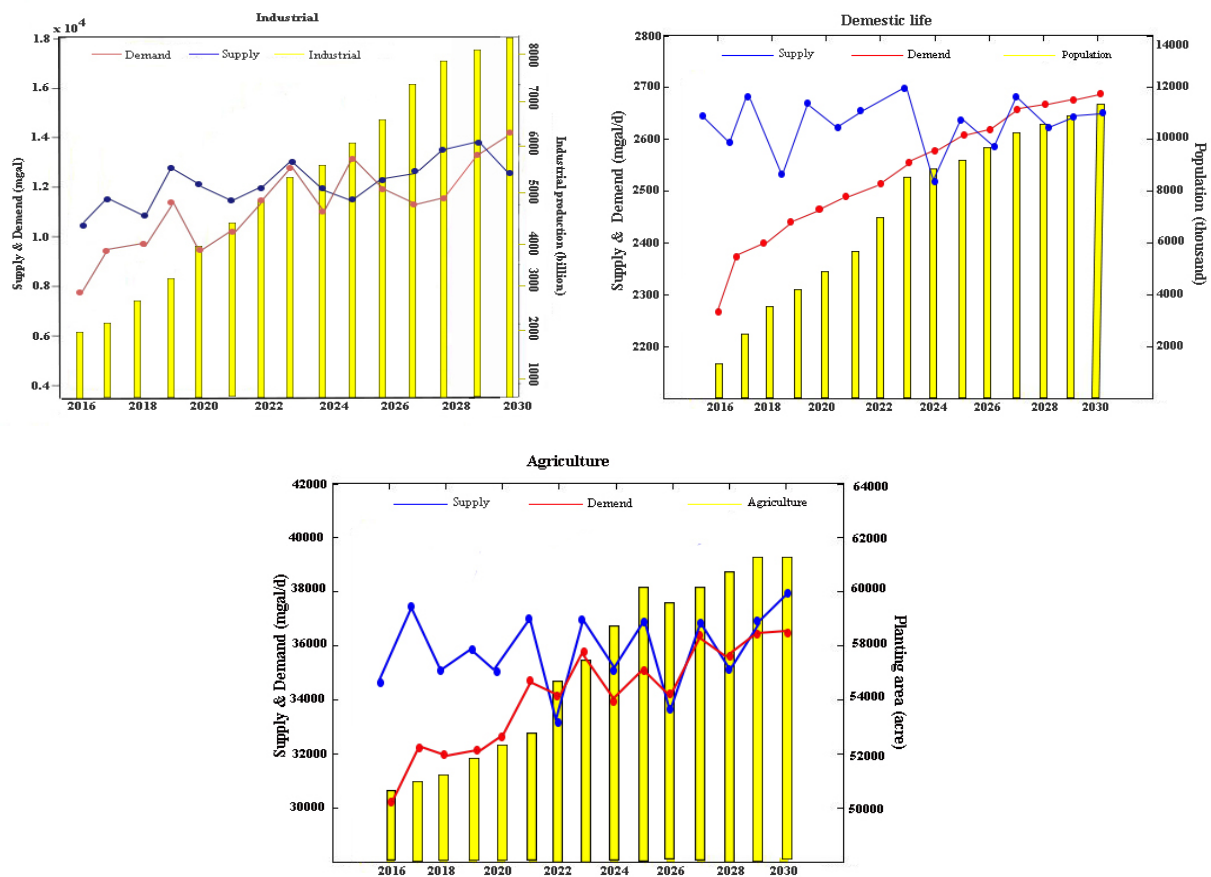 Industrial
x 10⁴
1.8
1.6
1.4
1.2
1.0
0.8
0.6
0.4
Supply & Demand (mgal)
Demand Supply Industrial
8000
7000
6000
5000
4000
3000
2000
1000
Industrial production (billion)
2016 2018 2020 2022 2024 2026 2028 2030
Demestic life
2800
2700
2600
2500
2400
2300
2200
Supply & Demand (mgal/d)
Supply Demend Population
14000
12000
10000
8000
6000
4000
2000
Population (thousand)
2016 2018 2020 2022 2024 2026 2028 2030
Agriculture
42000
40000
38000
36000
34000
32000
30000
Supply & Demand (mgal/d)
Supply Demend Agriculture
64000
62000
60000
58000
54000
52000
50000
Planting area (acre)
2016 2018 2020 2022 2024 2026 2028 2030